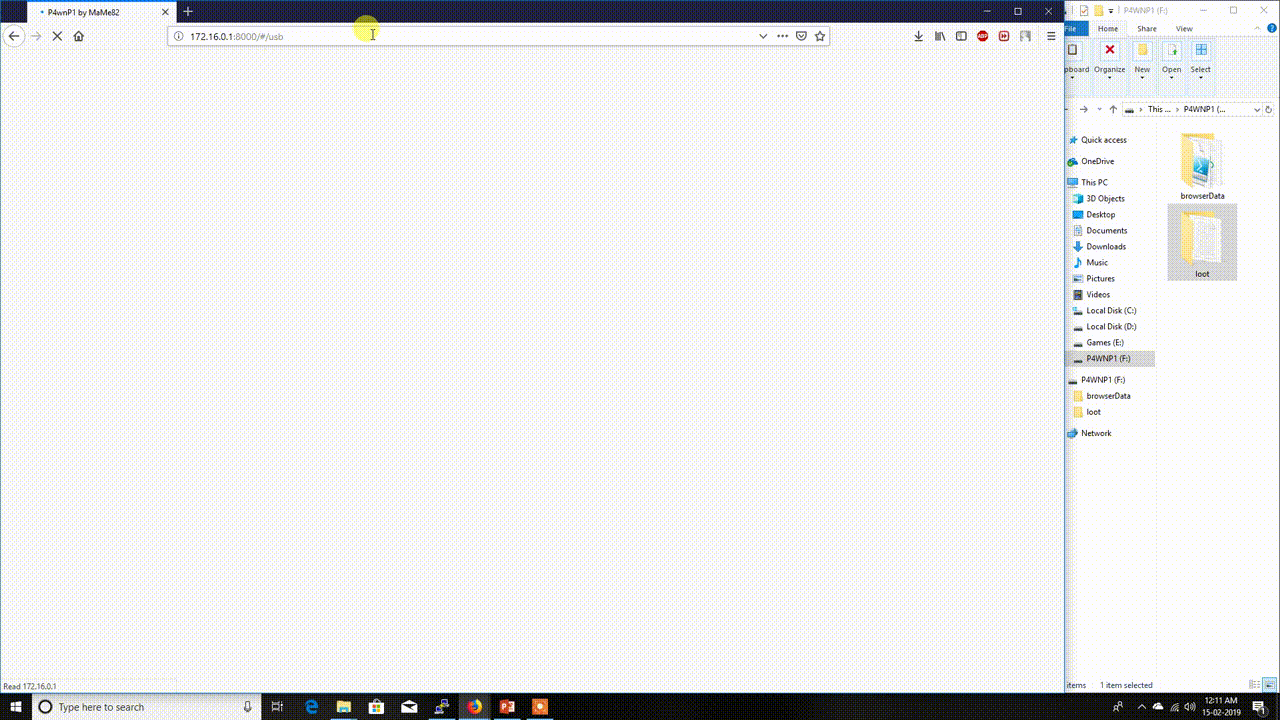 P4wnP1 by MaMe82
172.16.0.1:8000/#/usb
P4WNP1 (F:)
File
Home
Share
View
pboard
Organize
New
Open
Select
This ...
P4WNP1 (...
Quick access
OneDrive
This PC
3D Objects
Desktop
Documents
Downloads
Music
Pictures
Videos
Local Disk (C:)
Local Disk (D:)
Games (E:)
P4WNP1 (F:)
P4WNP1 (F:)
browserData
loot
Network
browserData
loot
Read 172.16.0.1
items
1 item selected
Type here to search
12:11 AM
15-02-2019
1